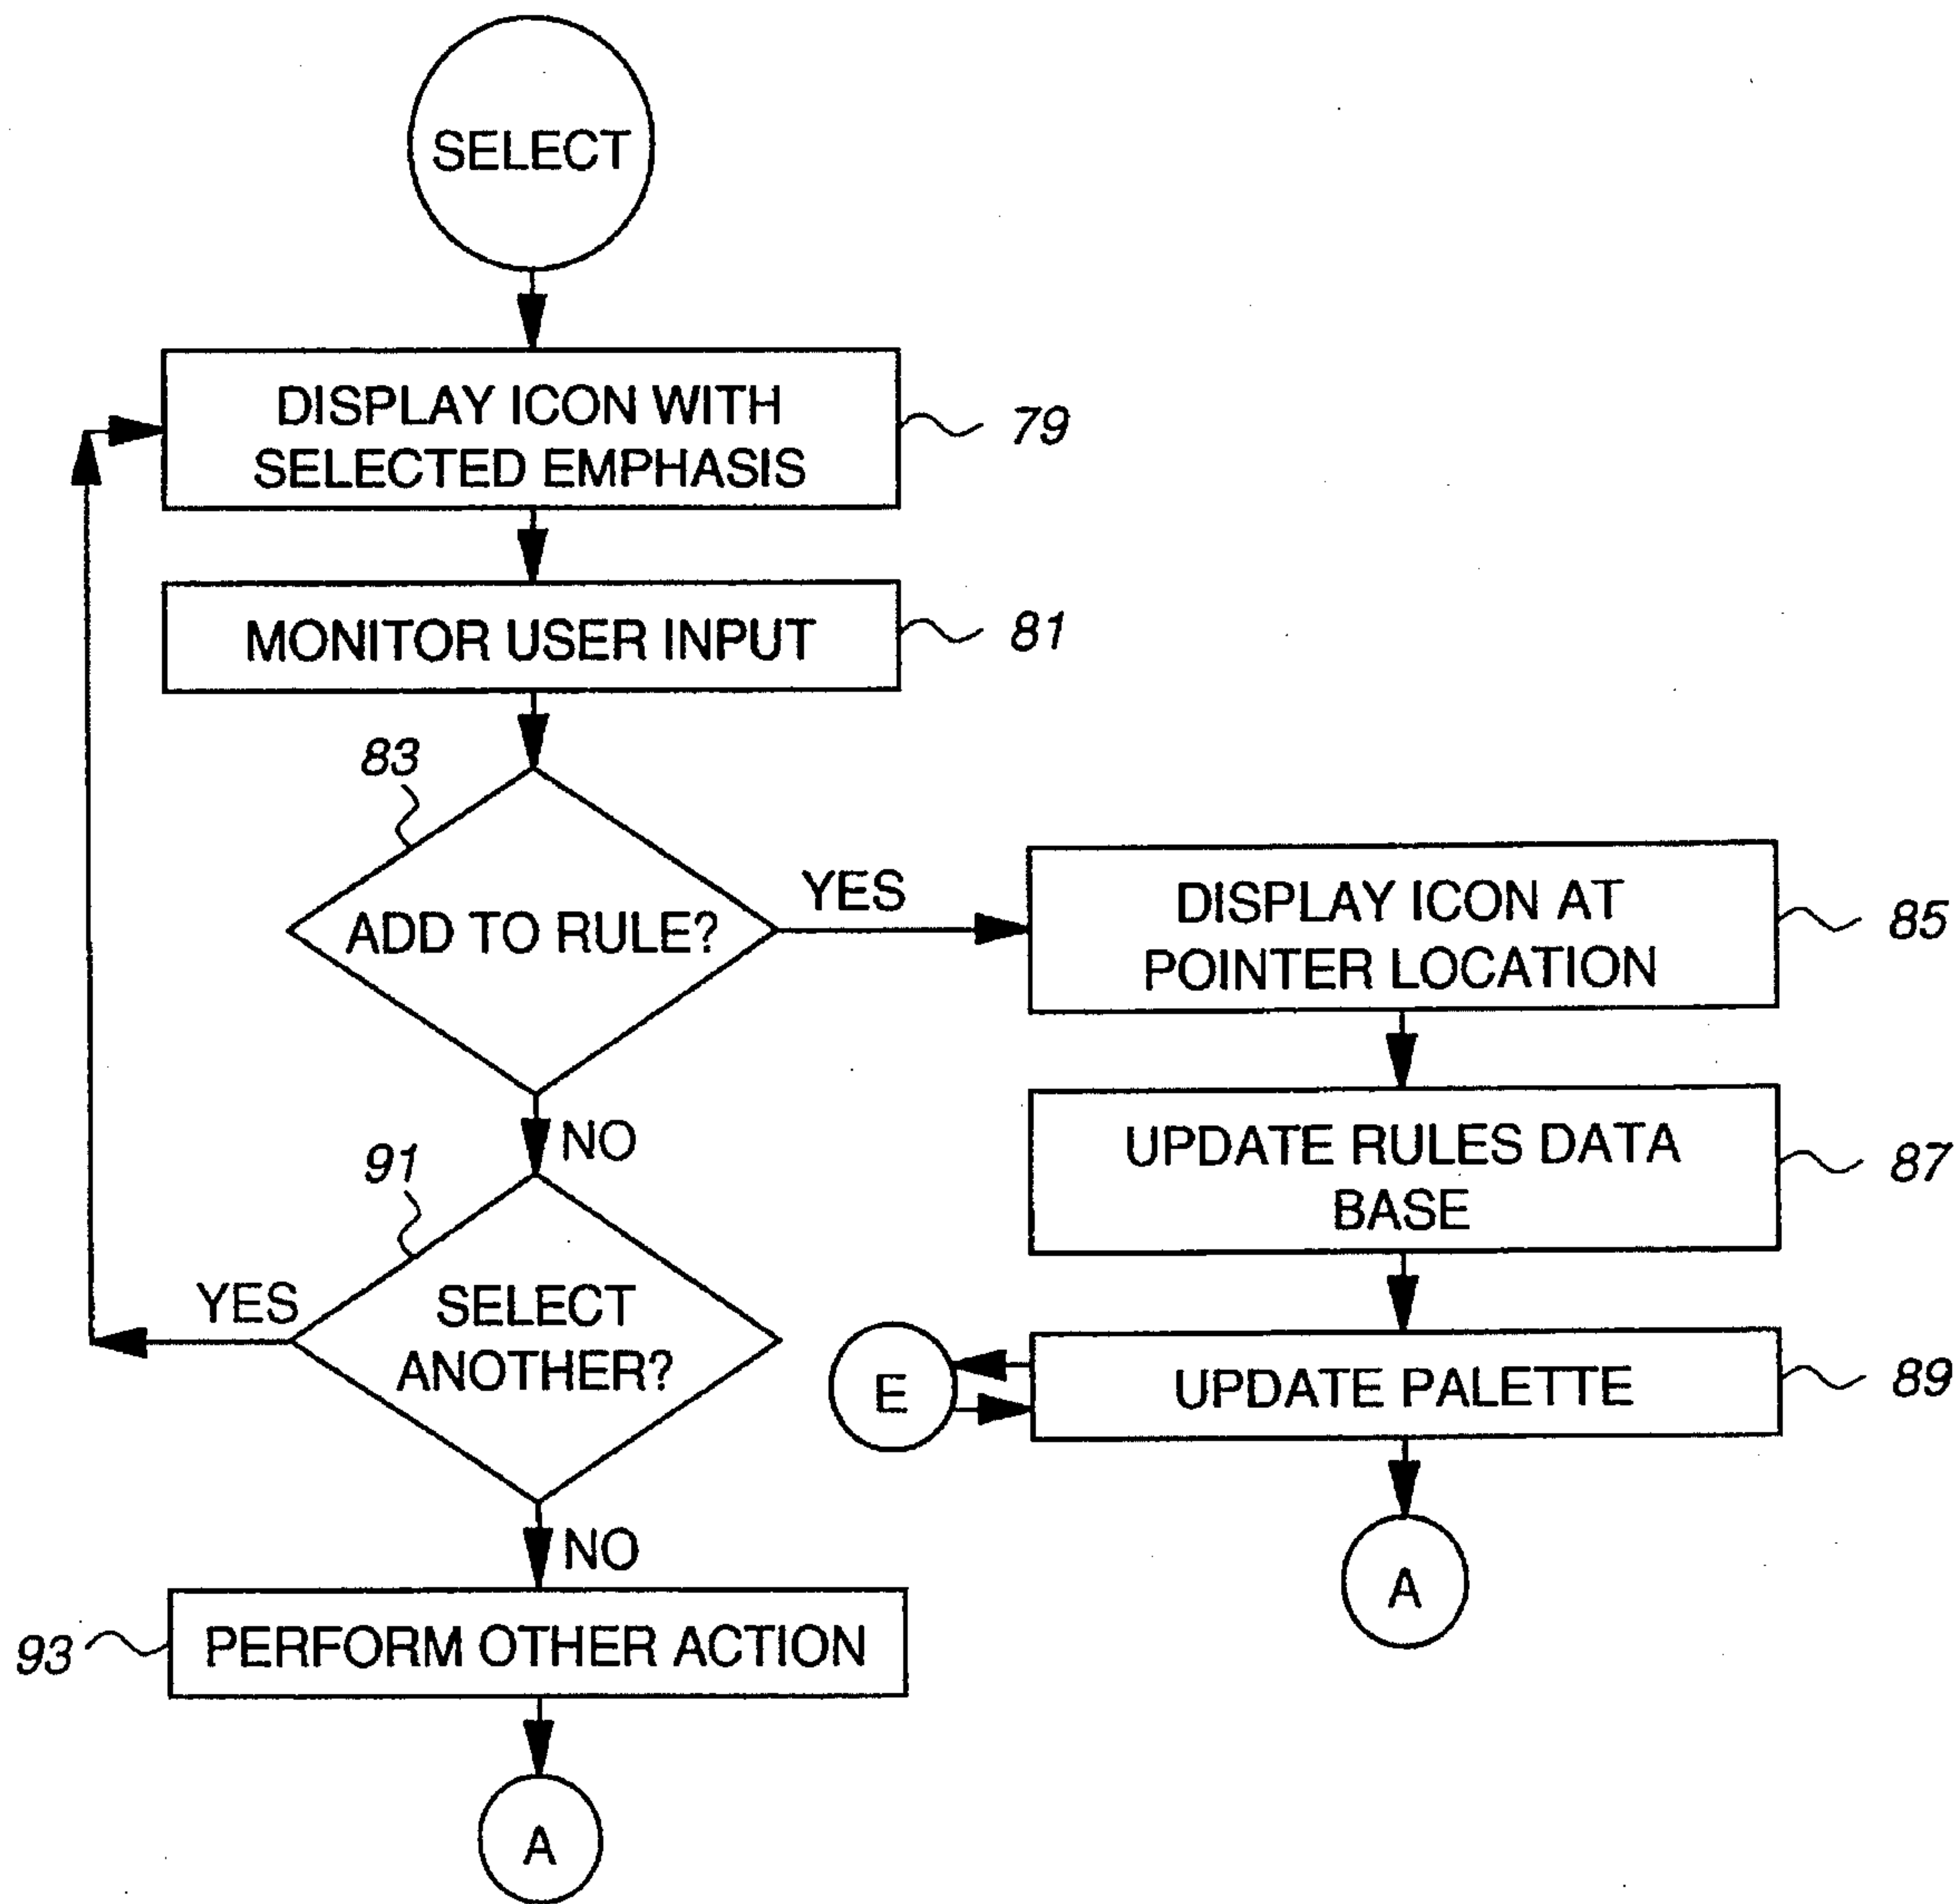 SELECT
DISPLAY ICON WITH
SELECTED EMPHASIS
79
MONITOR USER INPUT
81
83
ADD TO RULE?
YES
DISPLAY ICON AT
POINTER LOCATION
85
NO
UPDATE RULES DATA
BASE
87
91
SELECT
ANOTHER?
YES
E
UPDATE PALETTE
89
A
NO
93
PERFORM OTHER ACTION
A